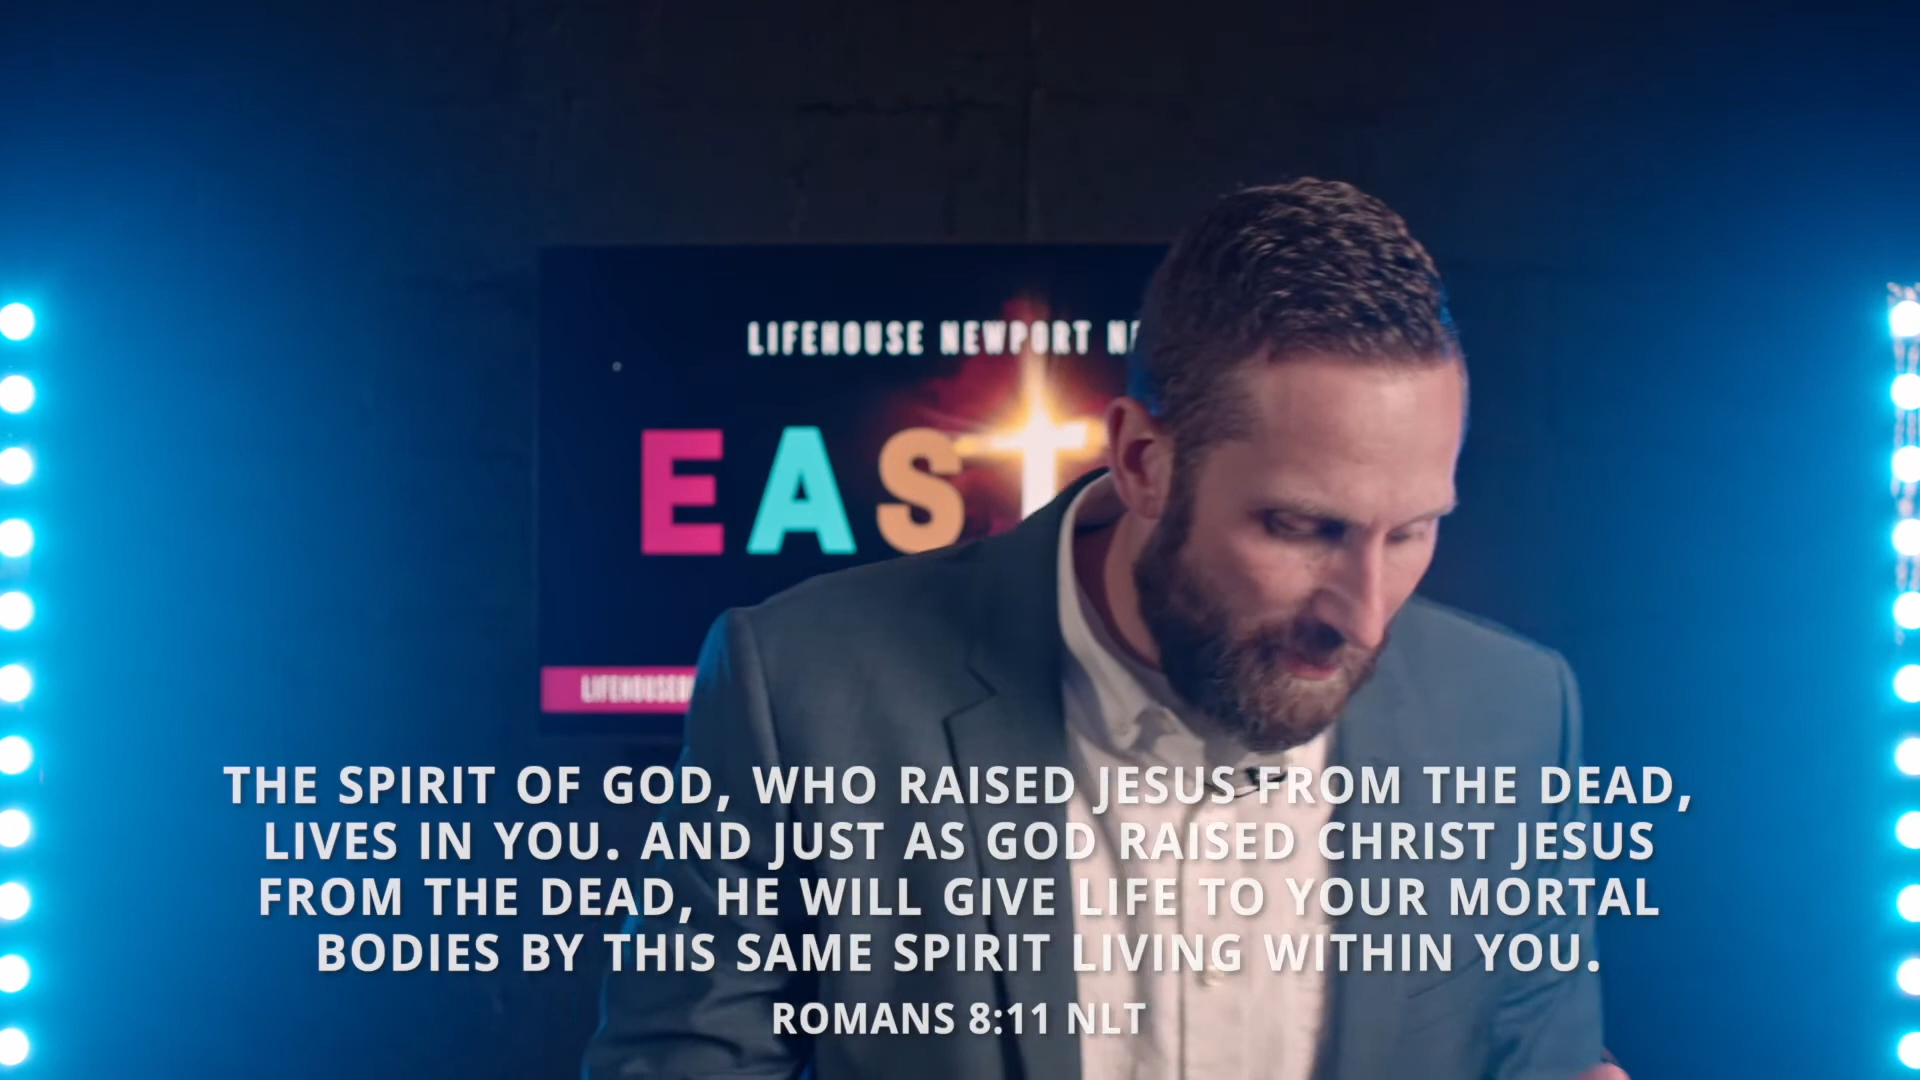 LIFEHOUSE NEWPORT
EAST
THE SPIRIT OF GOD, WHO RAISED JESUS FROM THE DEAD,
LIVES IN YOU. AND JUST AS GOD RAISED CHRIST JESUS
FROM THE DEAD, HE WILL GIVE LIFE TO YOUR MORTAL
BODIES BY THIS SAME SPIRIT LIVING WITHIN YOU.
ROMANS 8:11 NLT